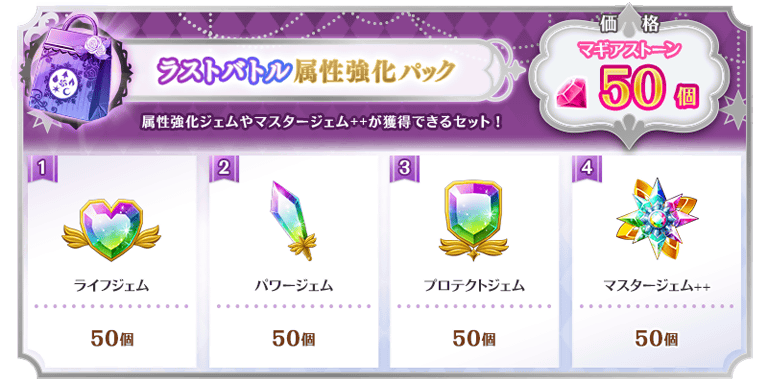 価格
マギアストーン
50個
ラストバトル属性強化パック
属性強化ジェムやマスタージェム++が獲得できるセット！
1
ライフジェム
50個
2
パワージェム
50個
3
プロテクトジェム
50個
4
マスタージェム++
50個